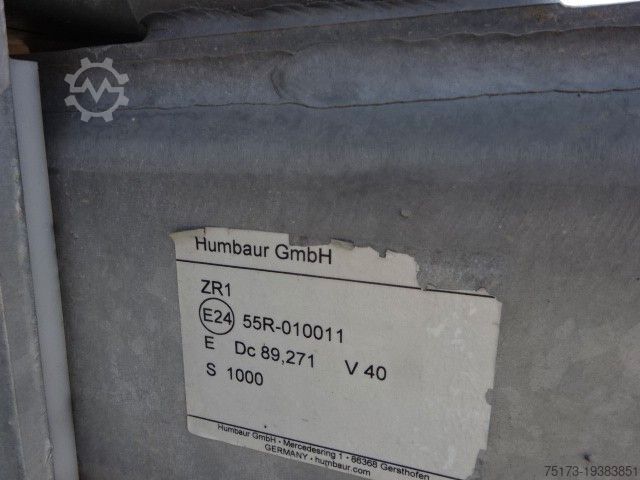 Humbaur GmbH
ZR1
E24 55R-010011
E Dc 89,271 V 40
S 1000
Humbaur GmbH • Mercedesring 1 • 86368 Gersthofen
GERMANY • humbaur.com
75173-19383851